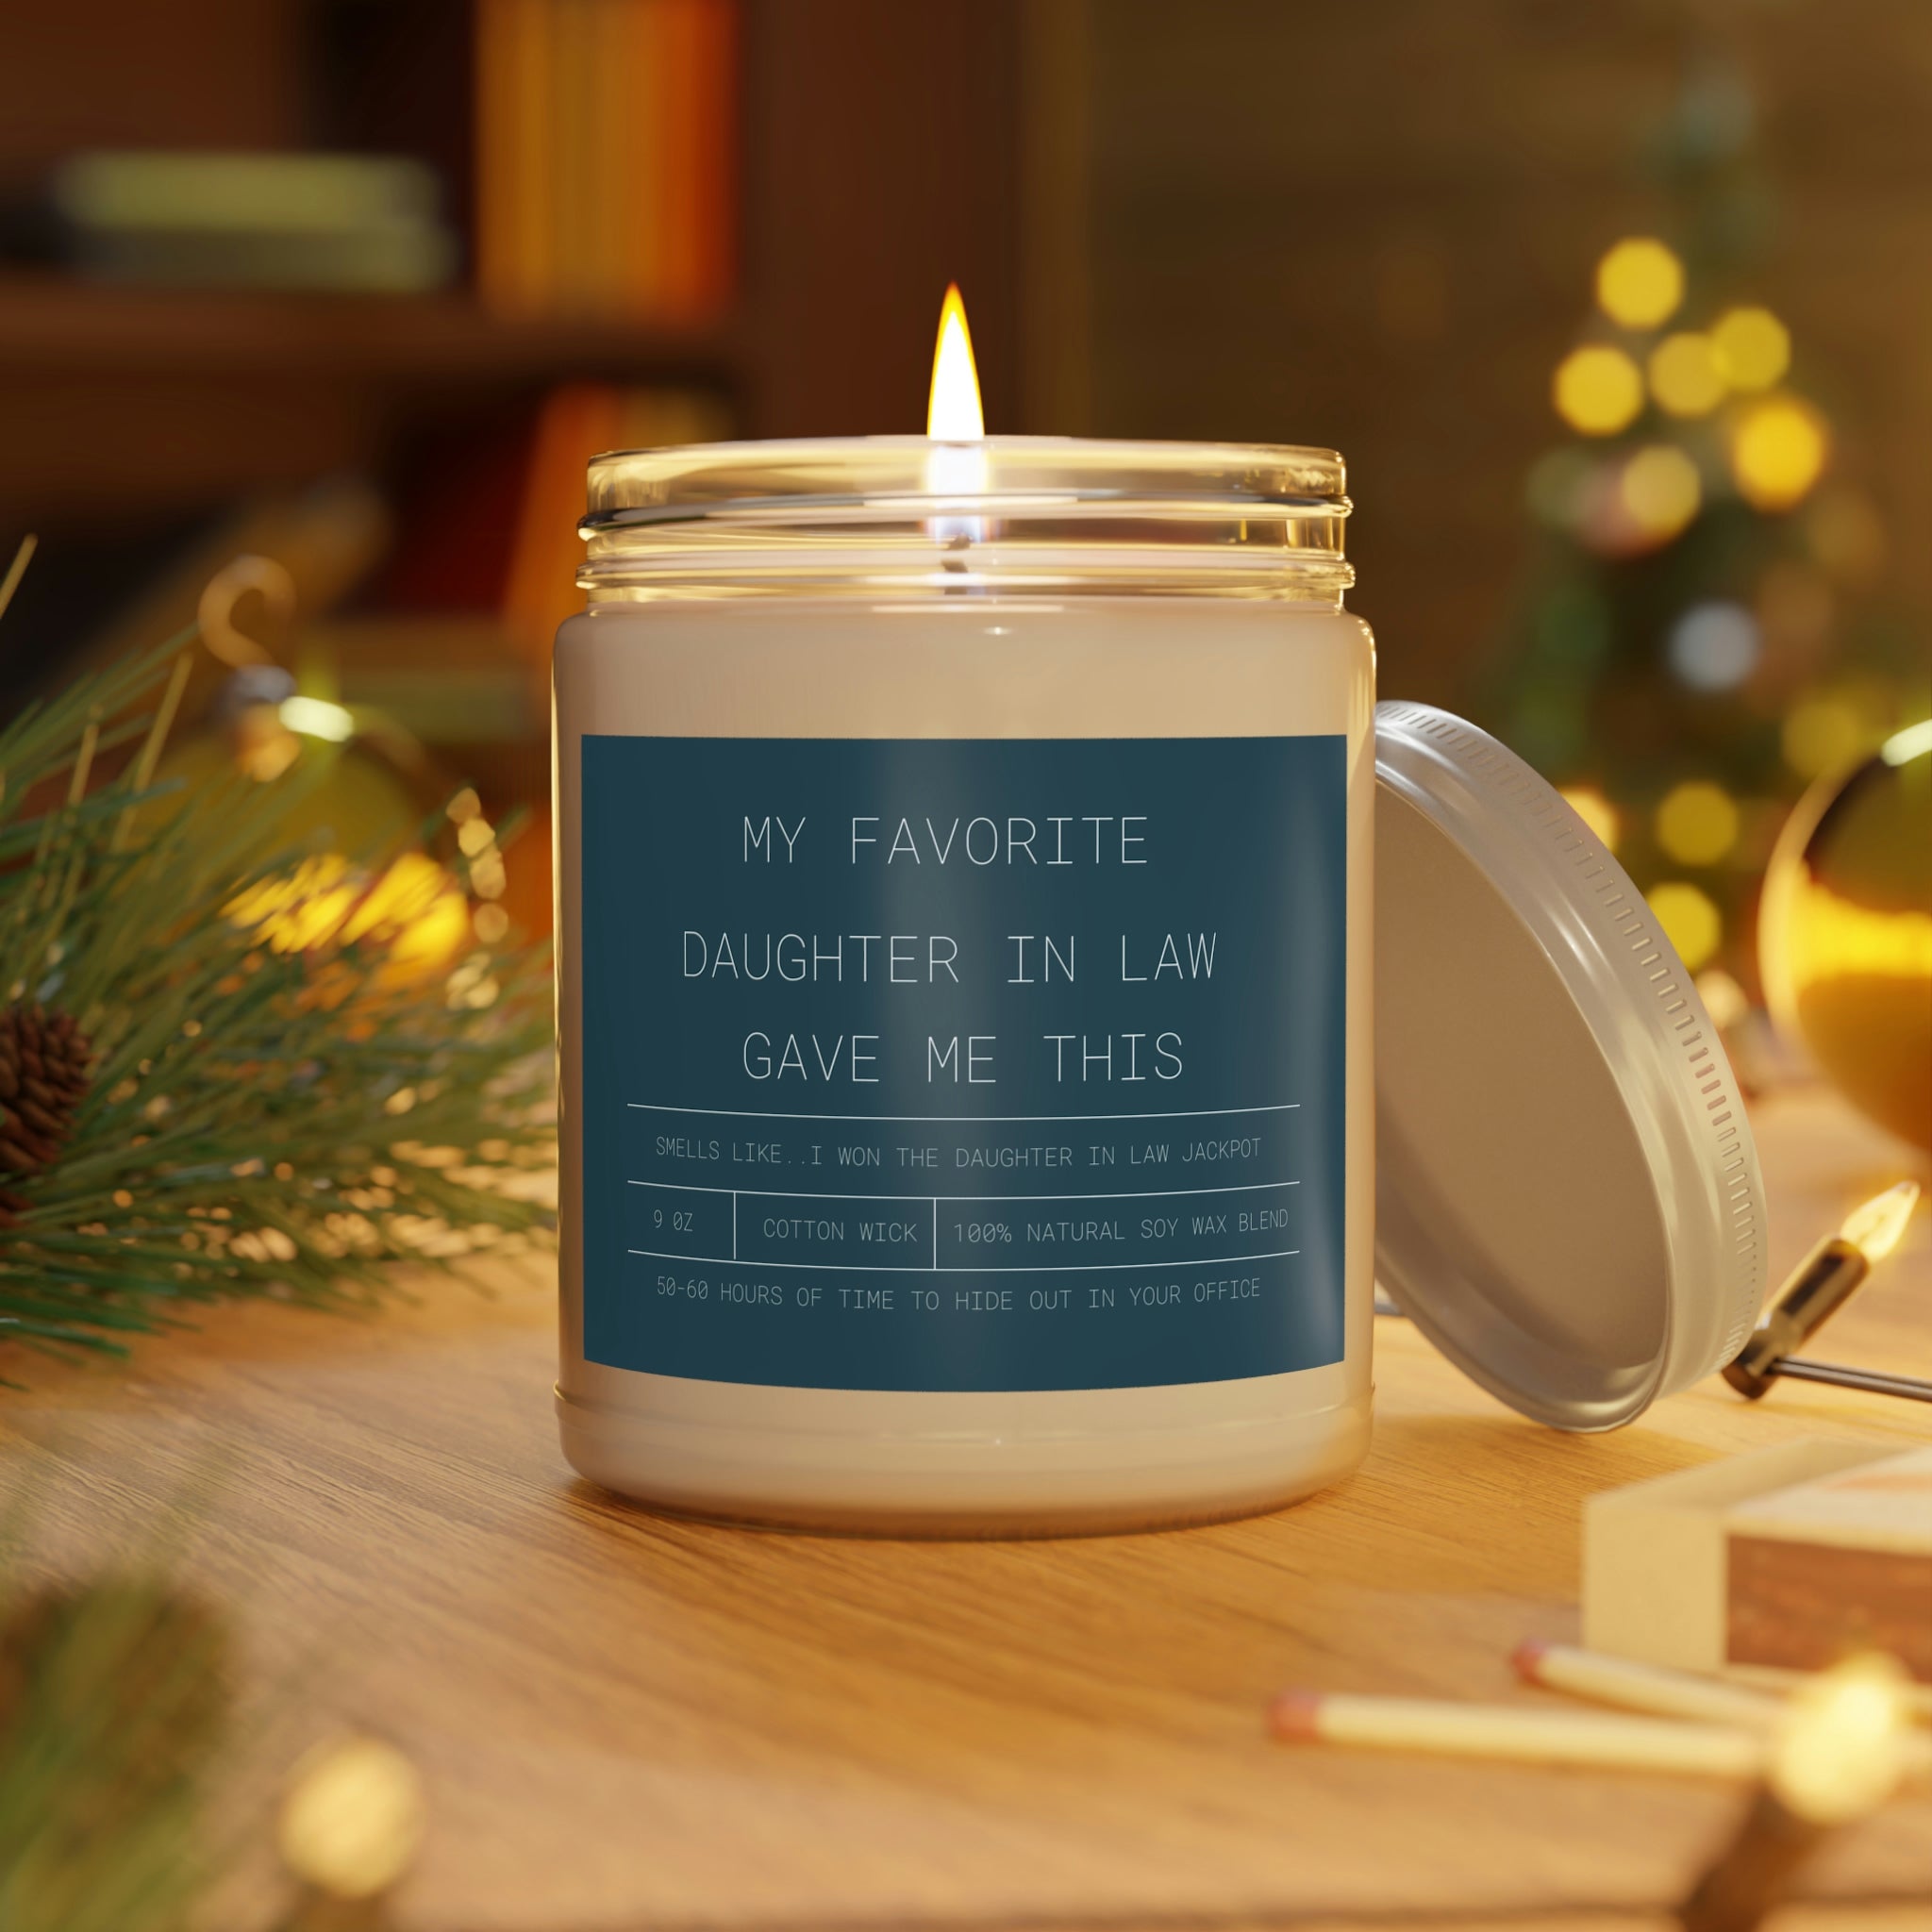 MY FAVORITE
DAUGHTER IN LAW
GAVE ME THIS
SMELLS LIKE..I WON THE DAUGHTER IN LAW JACKPOT
9 OZ
COTTON WICK
100% NATURAL SOY WAX BLEND
50-60 HOURS OF TIME TO HIDE OUT IN YOUR OFFICE